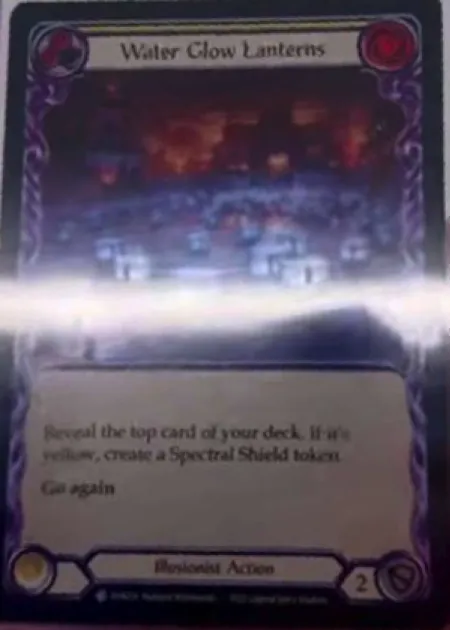 Water Glow Lanterns
Reveal the top card of your deck. If it's
yellow, create a Spectral Shield token
Go again
Illusionist Action
2